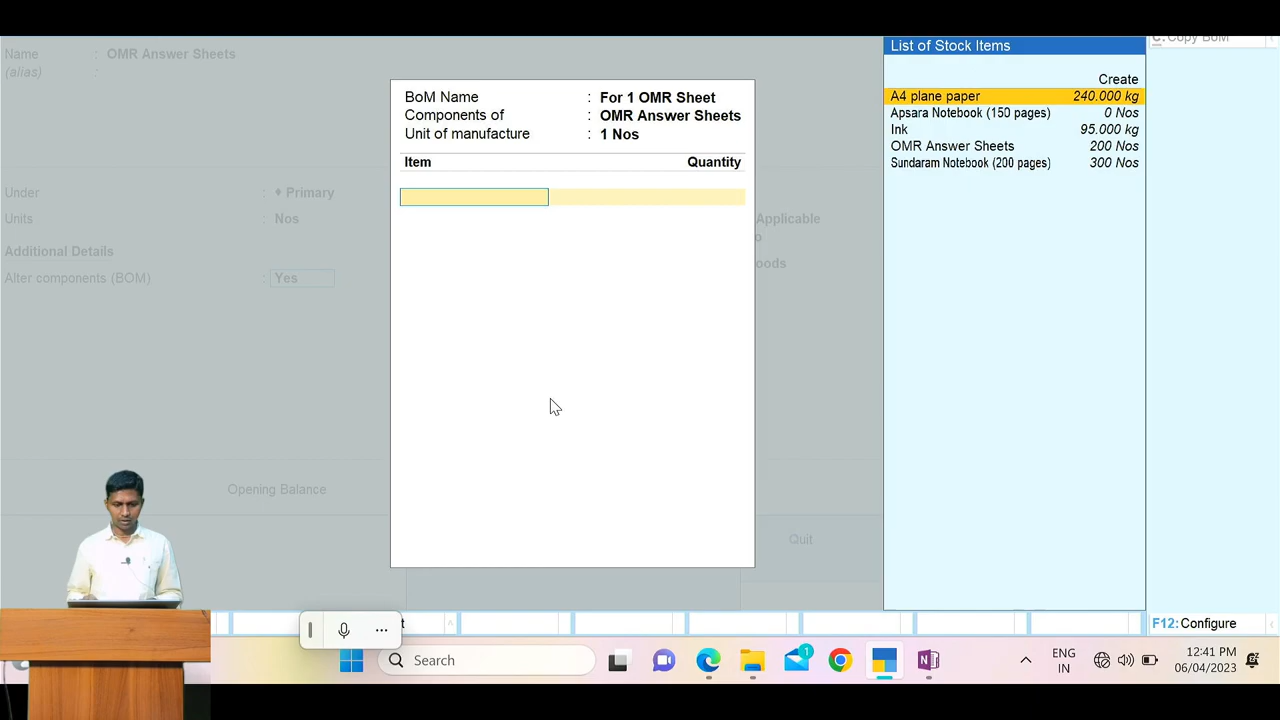 Name : OMR Answer Sheets
(alias) :
Under : ♦ Primary
Units : Nos
Additional Details
Alter components (BOM) : Yes
Opening Balance
Applicable
o
oods
Quit
BoM Name : For 1 OMR Sheet
Components of : OMR Answer Sheets
Unit of manufacture : 1 Nos
Item Quantity
List of Stock Items
Create
A4 plane paper 240.000 kg
Apsara Notebook (150 pages) 0 Nos
Ink 95.000 kg
OMR Answer Sheets 200 Nos
Sundaram Notebook (200 pages) 300 Nos
C: Copy BoM
F12: Configure
t
Search
1
ENG
IN
12:41 PM
06/04/2023